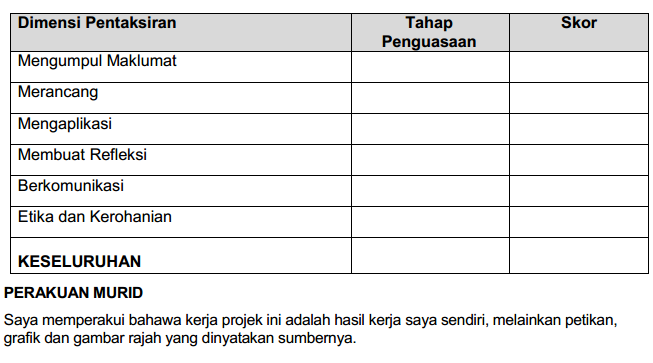 Dimensi Pentaksiran Tahap Penguasaan Skor
Mengumpul Maklumat
Merancang
Mengaplikasi
Membuat Refleksi
Berkomunikasi
Etika dan Kerohanian
KESELURUHAN
PERAKUAN MURID
Saya memperakui bahawa kerja projek ini adalah hasil kerja saya sendiri, melainkan petikan,
grafik dan gambar rajah yang dinyatakan sumbernya.